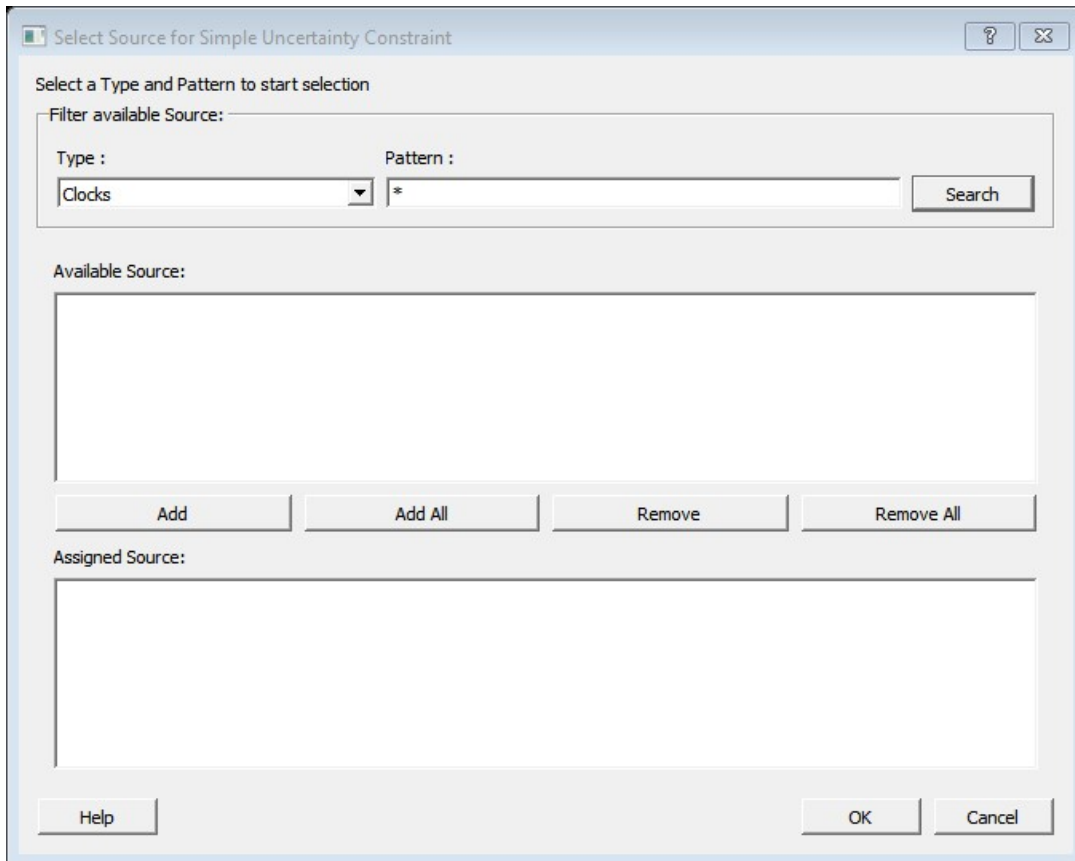 Select Source for Simple Uncertainty Constraint
Select a Type and Pattern to start selection
Filter available Source:
Type : Pattern :
Clocks * Search
Available Source:
Add Add All Remove Remove All
Assigned Source:
Help OK Cancel